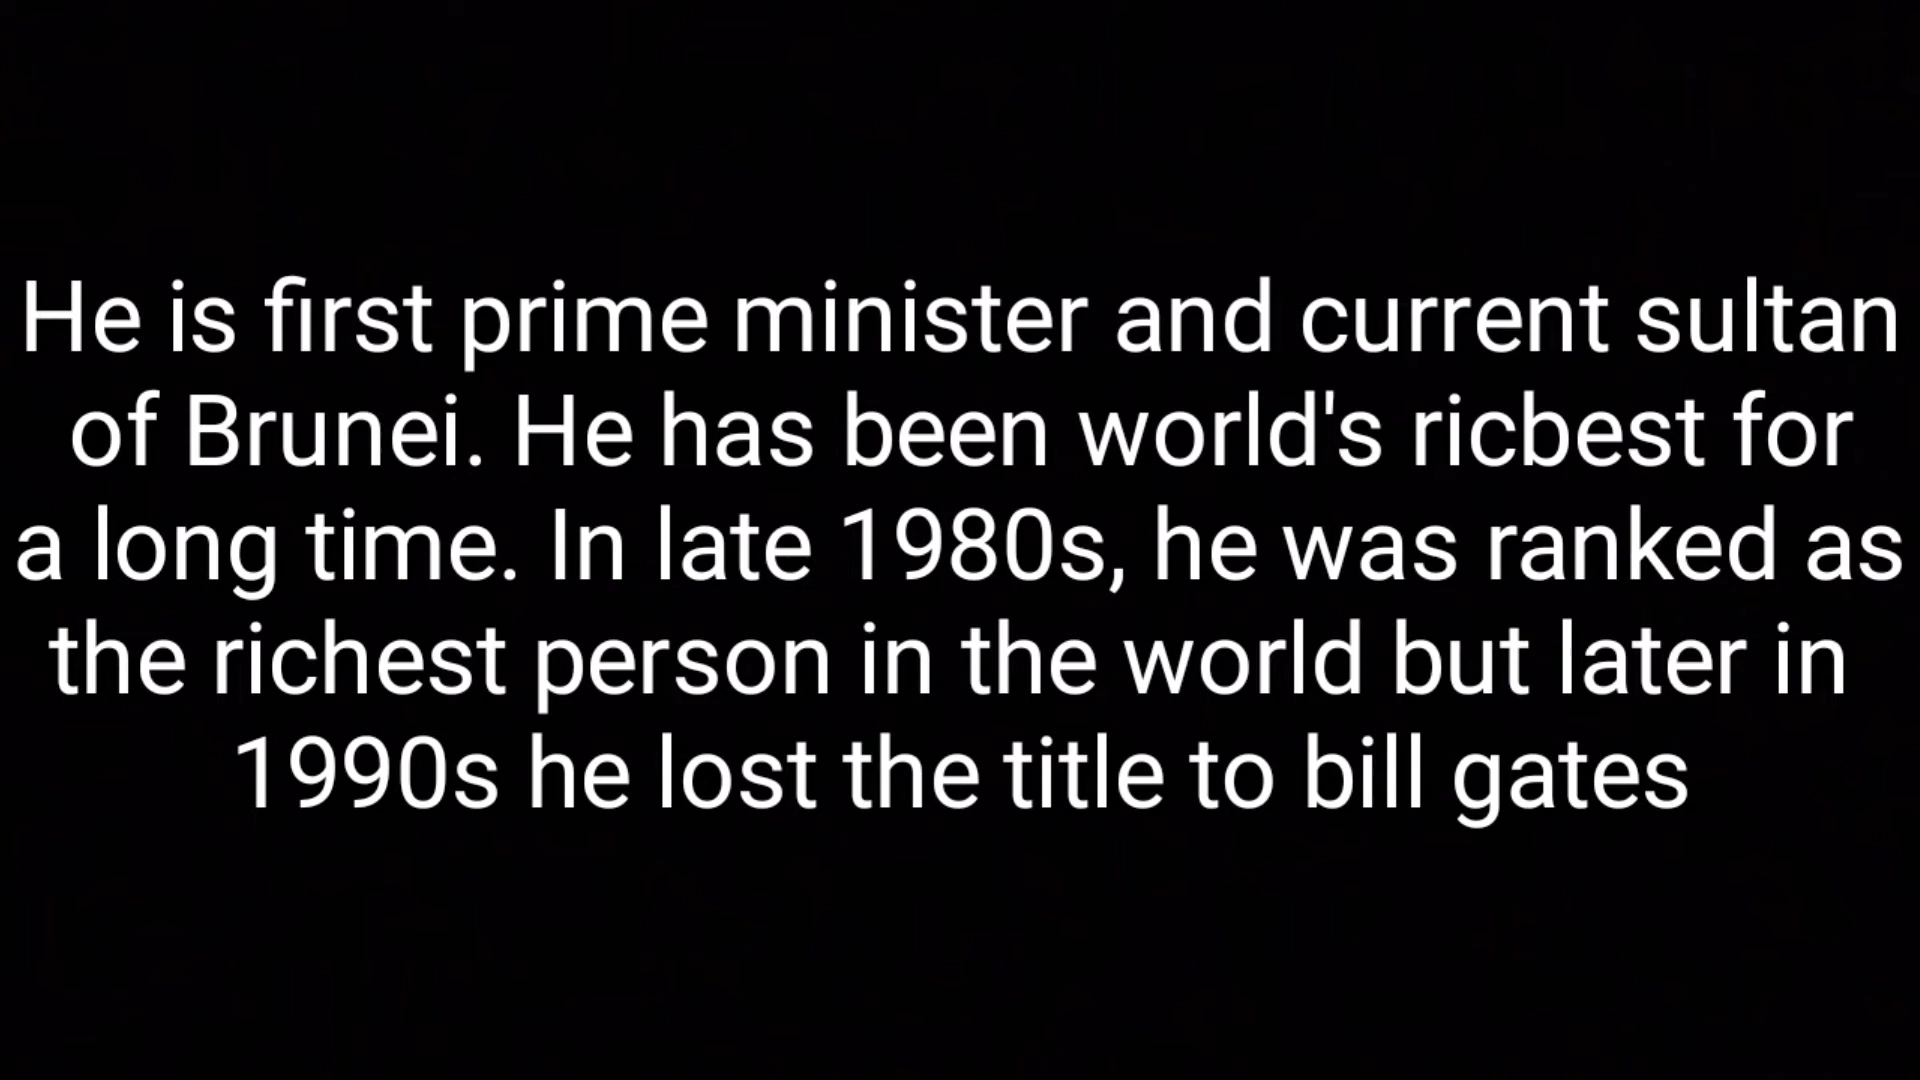 He is first prime minister and current sultan
of Brunei. He has been world's ricbest for
a long time. In late 1980s, he was ranked as
the richest person in the world but later in
1990s he lost the title to bill gates